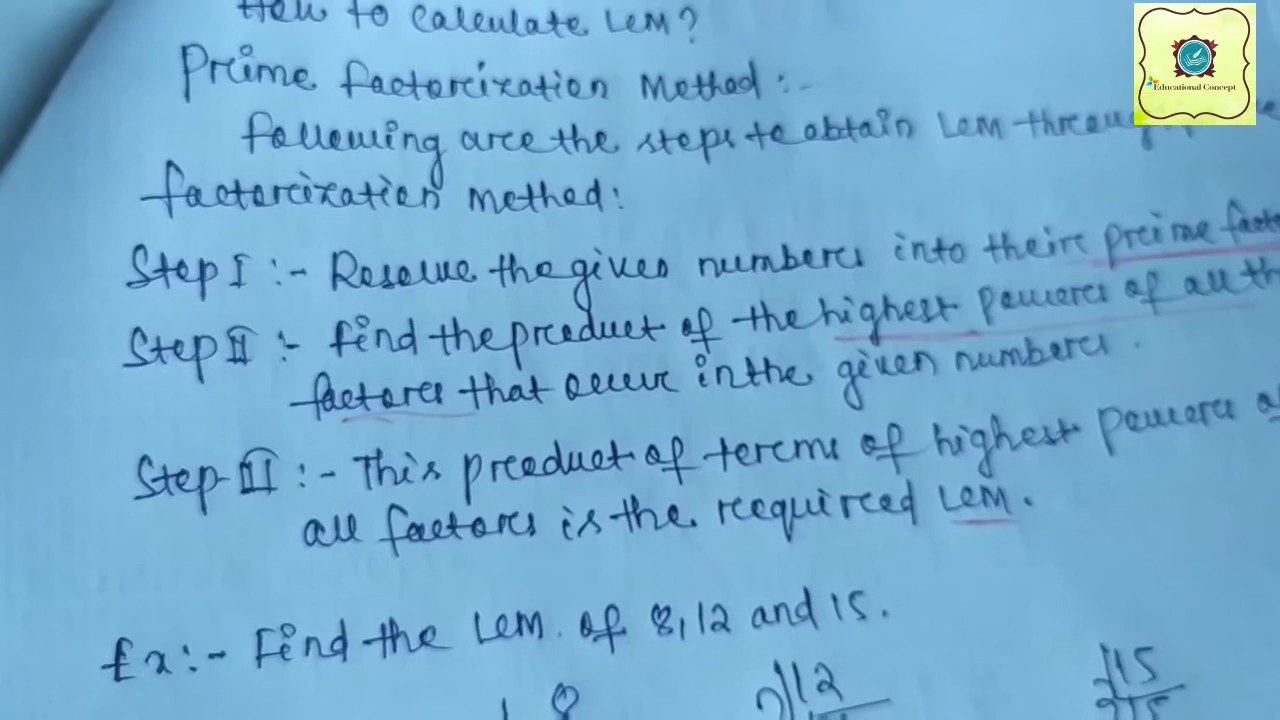 How to calculate LCM?
Prime factorization Method :-
Educational Concept
following are the steps to obtain LCM through
factorization method:
Step I :- Resolve the given numbers into their prime
Step II :- find the product of the highest powers of all
factors that occur in the given numbers.
Step-III :- This product of terms of highest powers
all factors is the required LCM.
Ex:- Find the LCM. of 8,12 and 15.
8
2 12
15